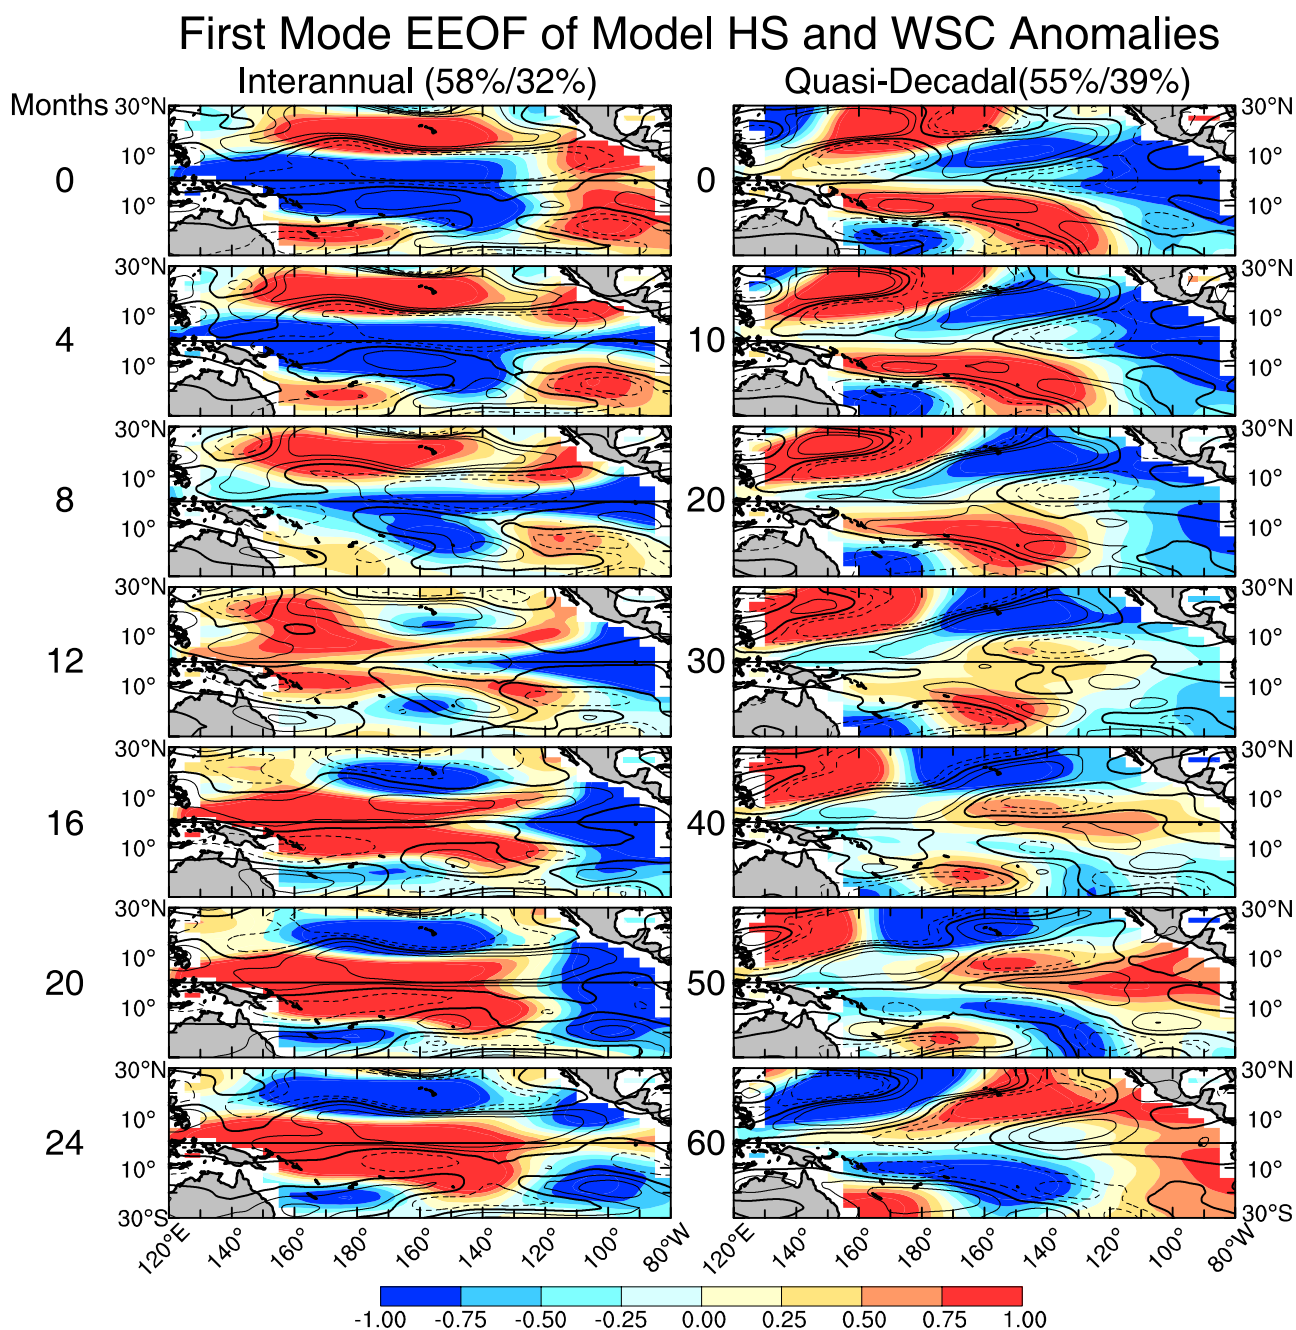 First Mode EEOF of Model HS and WSC Anomalies
Interannual (58%/32%) Quasi-Decadal(55%/39%)
Months 30°N 30°N
10° 10°
0 0
10° 10°
30°N 30°N
10° 10°
4 10
10° 10°
30°N 30°N
10° 10°
8 20
10° 10°
30°N 30°N
10° 10°
12 30
10° 10°
30°N 30°N
10° 10°
16 40
10° 10°
30°N 30°N
10° 10°
20 50
10° 10°
30°N 30°N
10° 10°
24 60
10° 10°
30°S 30°S
120°E 140° 160° 180° 160° 140° 120° 100° 80°W 120°E 140° 160° 180° 160° 140° 120° 100° 80°W
-1.00 -0.75 -0.50 -0.25 0.00 0.25 0.50 0.75 1.00